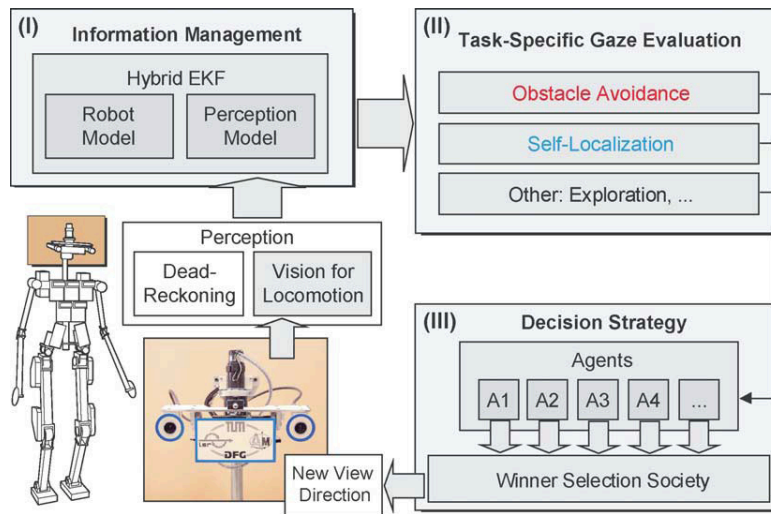 (I)
Information Management
Hybrid EKF
Robot
Model
Perception
Model
(II)
Task-Specific Gaze Evaluation
Obstacle Avoidance
Self-Localization
Other: Exploration, ...
Perception
Dead-
Reckoning
Vision for
Locomotion
TUM
DFG
New View
Direction
(III)
Decision Strategy
Agents
A1
A2
A3
A4
...
Winner Selection Society